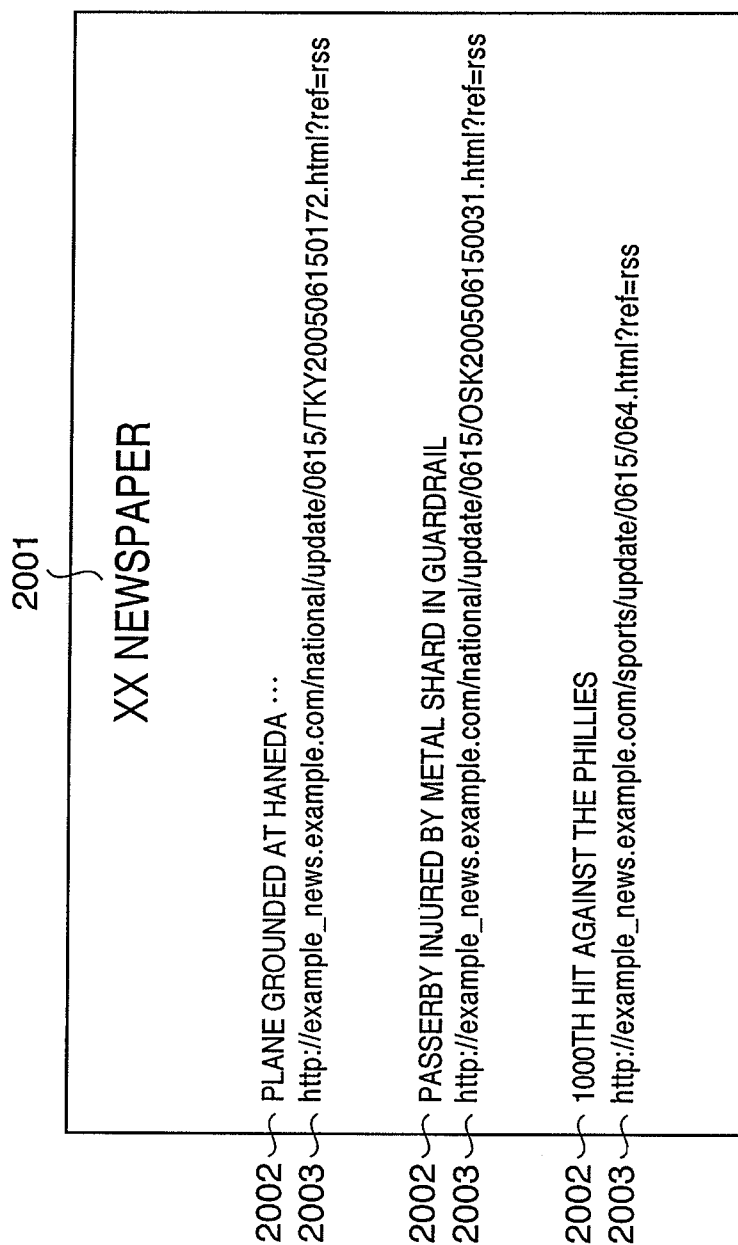 2001
XX NEWSPAPER
2002 PLANE GROUNDED AT HANEDA ...
2003 http://example_news.example.com/national/update/0615/TKY200506150172.html?ref=rss
2002 PASSERBY INJURED BY METAL SHARD IN GUARDRAIL
2003 http://example_news.example.com/national/update/0615/OSK200506150031.html?ref=rss
2002 1000TH HIT AGAINST THE PHILLIES
2003 http://example_news.example.com/sports/update/0615/064.html?ref=rss